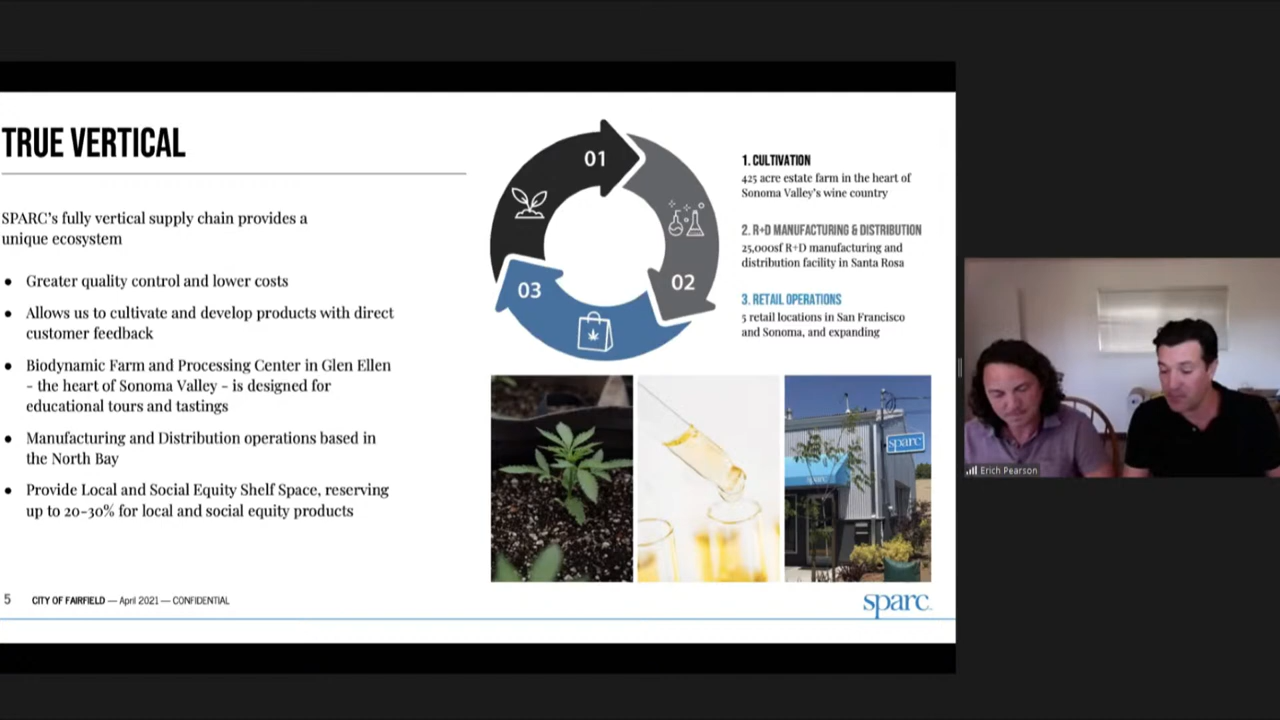 TRUE VERTICAL
SPARC's fully vertical supply chain provides a
unique ecosystem
● Greater quality control and lower costs
● Allows us to cultivate and develop products with direct
customer feedback
● Biodynamic Farm and Processing Center in Glen Ellen
- the heart of Sonoma Valley - is designed for
educational tours and tastings
● Manufacturing and Distribution operations based in
the North Bay
● Provide Local and Social Equity Shelf Space, reserving
up to 20-30% for local and social equity products
01
02
03
1. CULTIVATION
425 acre estate farm in the heart of
Sonoma Valley's wine country
2. R+D MANUFACTURING & DISTRIBUTION
25,000sf R+D manufacturing and
distribution facility in Santa Rosa
3. RETAIL OPERATIONS
5 retail locations in San Francisco
and Sonoma, and expanding
sparc
sparc
5 CITY OF FAIRFIELD — April 2021 — CONFIDENTIAL
sparc
Erich Pearson